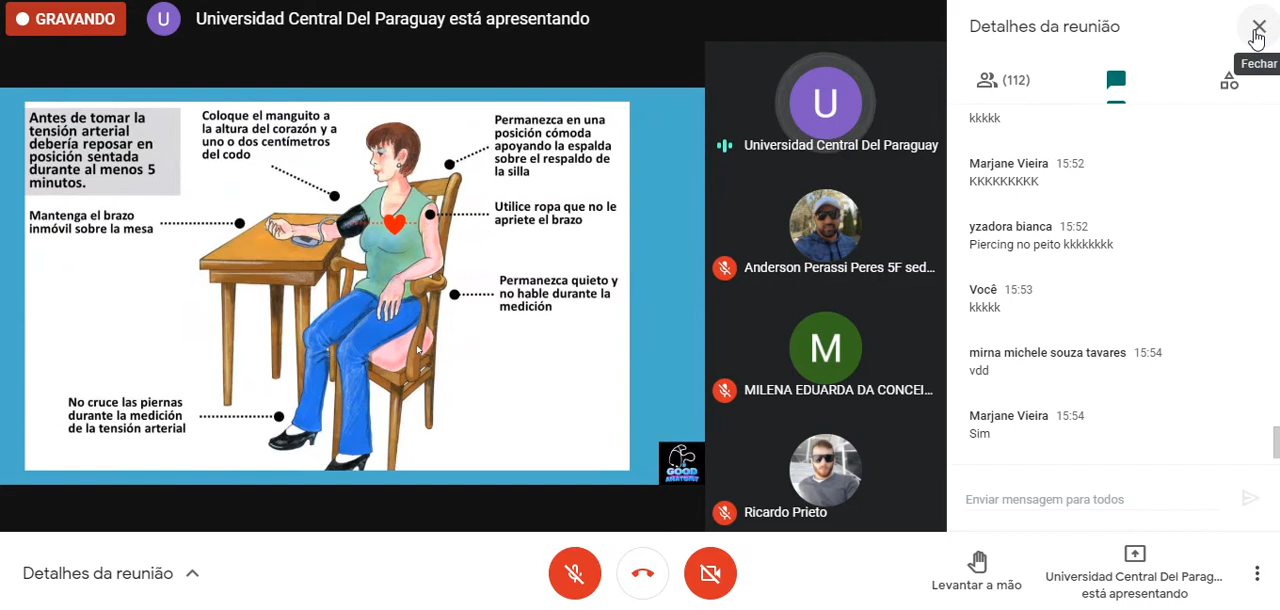 GRAVANDO
U
Universidad Central Del Paraguay está apresentando
Antes de tomar la
tensión arterial
debería reposar en
posición sentada
durante al menos 5
minutos.
Coloque el manguito a
la altura del corazón y a
uno o dos centímetros
del codo
Permanezca en una
posición cómoda
apoyando la espalda
sobre el respaldo de
la silla
Mantenga el brazo
inmóvil sobre la mesa
Utilice ropa que no le
apriete el brazo
Permanezca quieto y
no hable durante la
medición
No cruce las piernas
durante la medición
de la tensión arterial
GOOD
ANATOMY
U
Universidad Central Del Paraguay
Anderson Perassi Peres 5F sed...
M
MILENA EDUARDA DA CONCEI...
Ricardo Prieto
Detalhes da reunião
Fechar
(112)
kkkkk
Marjane Vieira 15:52
KKKKKKKKK
yzadora bianca 15:52
Piercing no peito kkkkkkkk
Você 15:53
kkkkk
mirna michele souza tavares 15:54
vdd
Marjane Vieira 15:54
Sim
Enviar mensagem para todos
Detalhes da reunião
Levantar a mão
Universidad Central Del Parag...
está apresentando